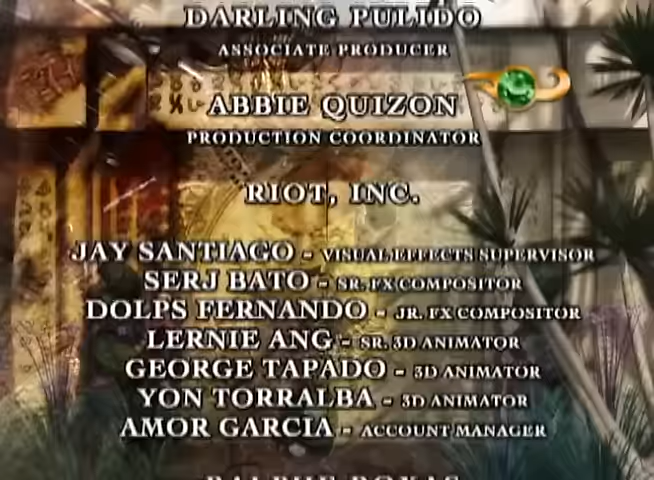 DARLING PULIDO
ASSOCIATE PRODUCER
ABBIE QUIZON
PRODUCTION COORDINATOR
RIOT, INC.
JAY SANTIAGO - VISUAL EFFECTS SUPERVISOR
SERJ BATO - SR. FX COMPOSITOR
DOLPS FERNANDO - JR. FX COMPOSITOR
LERNIE ANG - SR. 3D ANIMATOR
GEORGE TAPADO - 3D ANIMATOR
YON TORRALBA - 3D ANIMATOR
AMOR GARCIA - ACCOUNT MANAGER